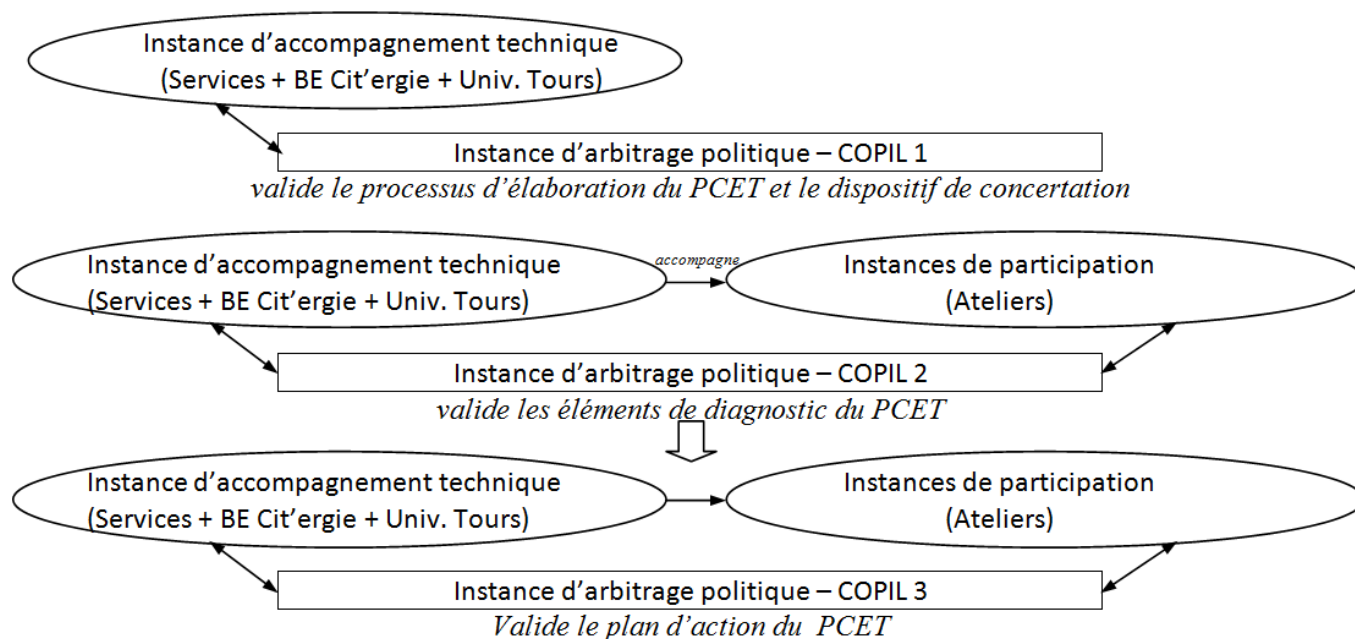 Instance d’accompagnement technique
(Services + BE Cit’ergie + Univ. Tours)
Instance d’arbitrage politique – COPIL 1
valide le processus d’élaboration du PCET et le dispositif de concertation
Instance d’accompagnement technique
(Services + BE Cit’ergie + Univ. Tours)
accompagne
Instances de participation
(Ateliers)
Instance d’arbitrage politique – COPIL 2
valide les éléments de diagnostic du PCET
Instance d’accompagnement technique
(Services + BE Cit’ergie + Univ. Tours)
Instances de participation
(Ateliers)
Instance d’arbitrage politique – COPIL 3
Valide le plan d’action du PCET